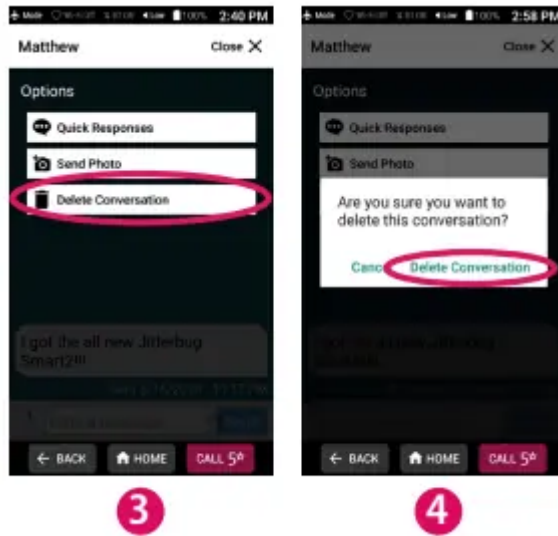 100% 2:40 PM
Matthew Close X
Options
Quick Responses
Send Photo
Delete Conversation
I got the all new Jitterbug
Smart2!!!
← BACK HOME CALL 5★
3
100% 2:58 PM
Matthew Close X
Options
Quick Responses
Send Photo
Are you sure you want to
delete this conversation?
Delete Conversation
← BACK HOME CALL 5★
4